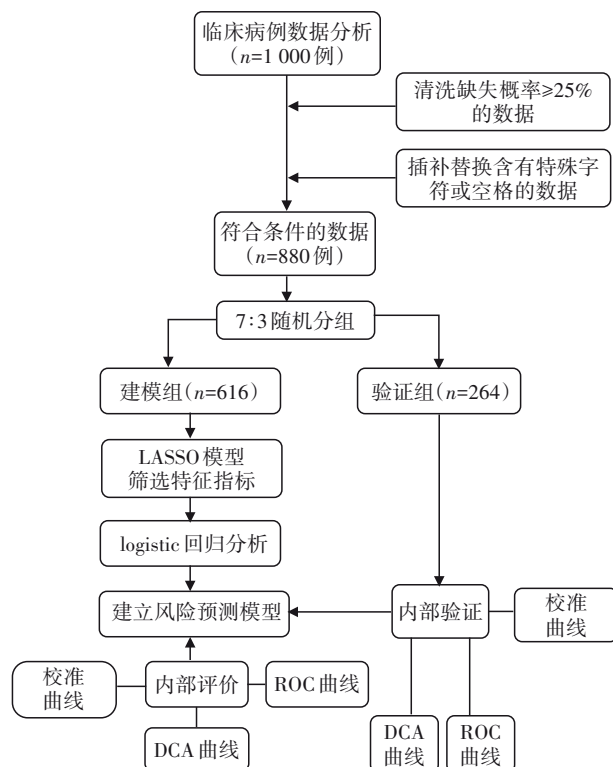 临床病例数据分析
(n=1 000例)
清洗缺失概率≥25%
的数据
插补替换含有特殊字
符或空格的数据
符合条件的数据
(n=880例)
7:3随机分组
建模组(n=616)
验证组(n=264)
LASSO模型
筛选特征指标
logistic回归分析
建立风险预测模型
内部验证
校准
曲线
校准
曲线
内部评价
ROC曲线
DCA曲线
DCA
曲线
ROC
曲线